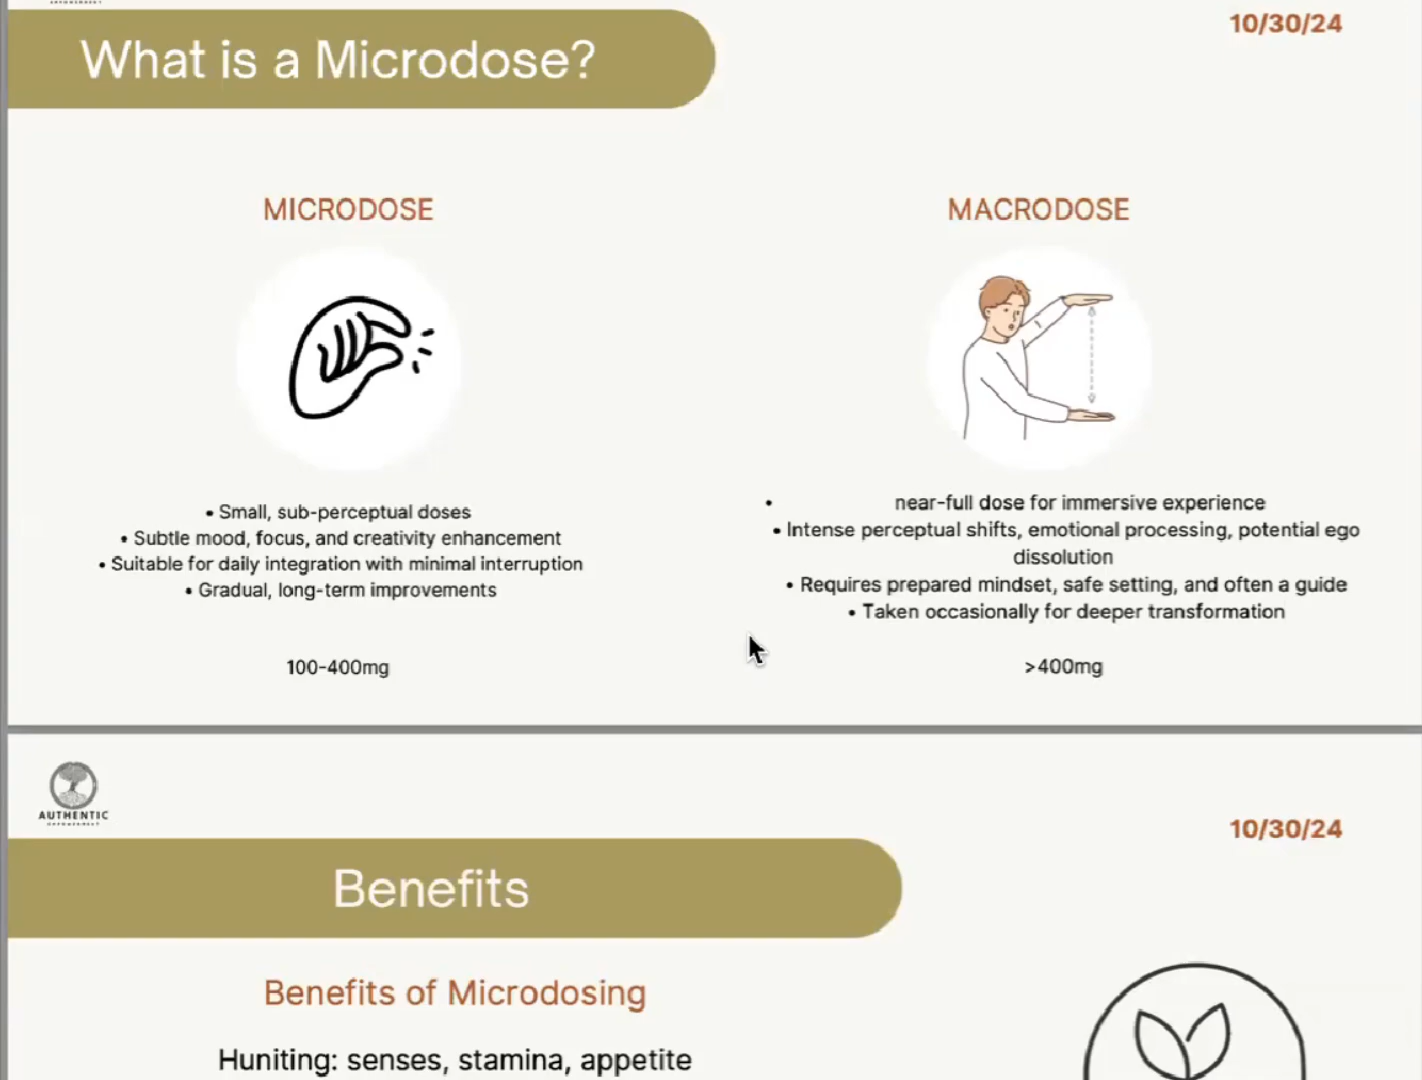 10/30/24
What is a Microdose?
MICRODOSE
• Small, sub-perceptual doses
• Subtle mood, focus, and creativity enhancement
• Suitable for daily integration with minimal interruption
• Gradual, long-term improvements
100-400mg
MACRODOSE
• near-full dose for immersive experience
• Intense perceptual shifts, emotional processing, potential ego
dissolution
• Requires prepared mindset, safe setting, and often a guide
• Taken occasionally for deeper transformation
>400mg
AUTHENTIC
10/30/24
Benefits
Benefits of Microdosing
Huniting: senses, stamina, appetite